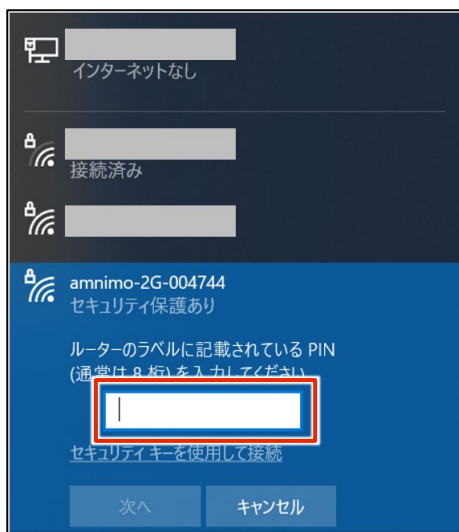 インターネットなし
接続済み
amnimo-2G-004744
セキュリティ保護あり
ルーターのラベルに記載されている PIN
(通常は 8 桁) を入力してください
セキュリティ キーを使用して接続
次へ
キャンセル